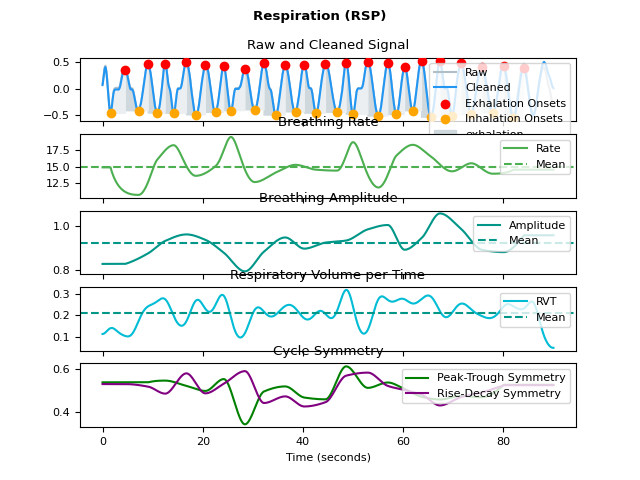 Respiration (RSP)
Raw and Cleaned Signal
0.5
0.0
−0.5
Raw
Cleaned
Exhalation Onsets
Inhalation Onsets
exhalation
Breathing Rate
17.5
15.0
12.5
Rate
Mean
Breathing Amplitude
1.0
0.8
Amplitude
Mean
Respiratory Volume per Time
0.3
0.2
0.1
RVT
Mean
Cycle Symmetry
0.6
0.4
Peak-Trough Symmetry
Rise-Decay Symmetry
0 20 40 60 80
Time (seconds)